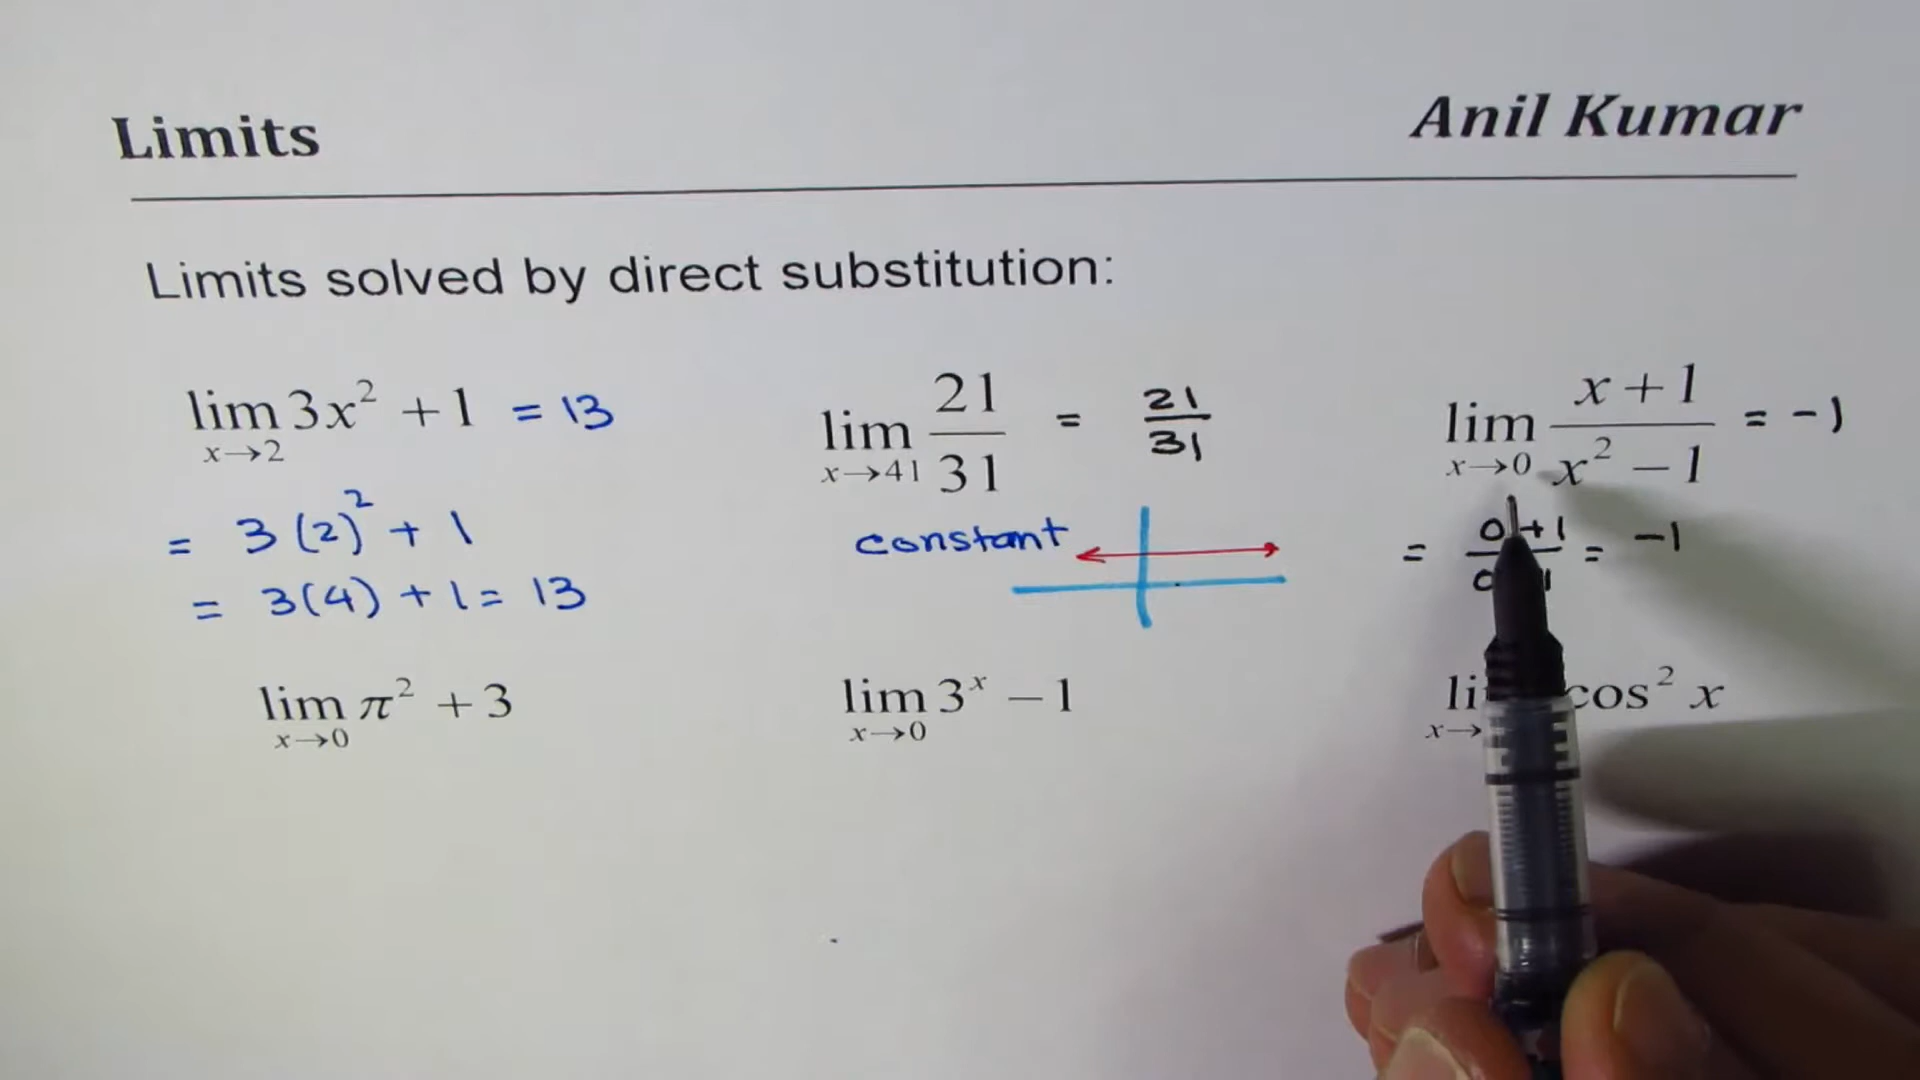 Limits
Anil Kumar
Limits solved by direct substitution:
lim x→2 3x² + 1 = 13
= 3(2)² + 1
= 3(4) + 1 = 13
lim x→41 21/31 = 21/31
constant
lim x→0 (x+1)/(x²−1) = -1
= 0+1 / = -1
lim x→0 π² + 3
lim x→0 3ˣ − 1
cos² x